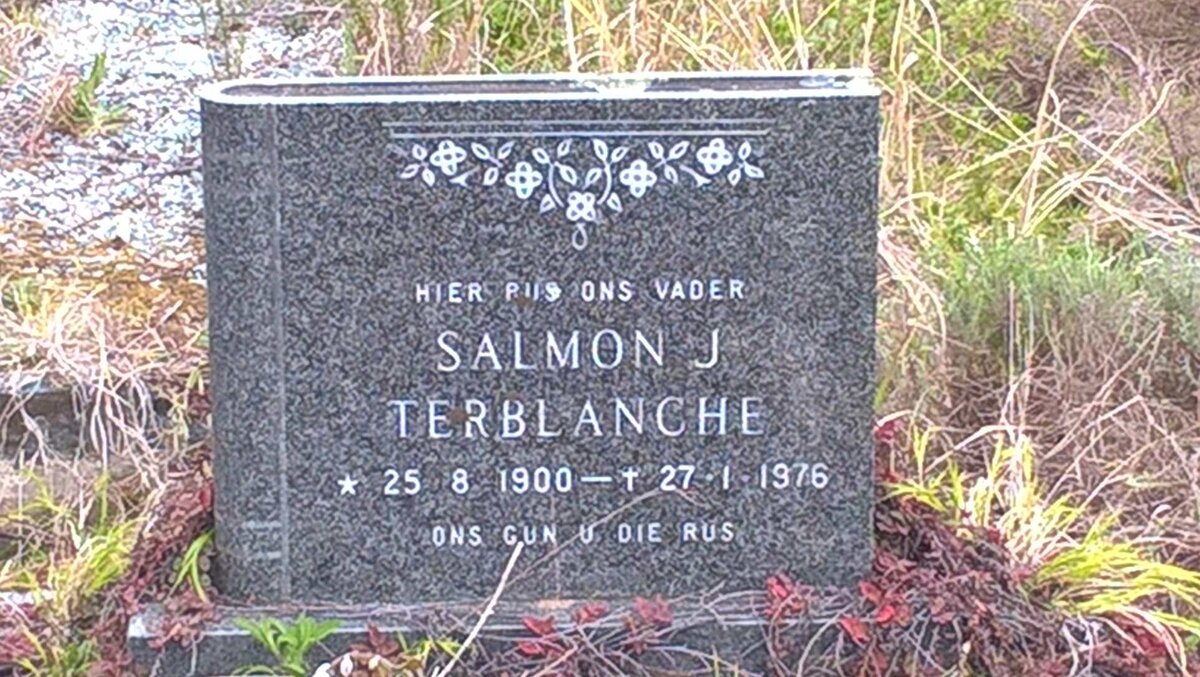 HIER RUS ONS VADER
SALMON J
TERBLANCHE
★ 25 8 1900 — † 27·1·1976
ONS GUN U DIE RUS